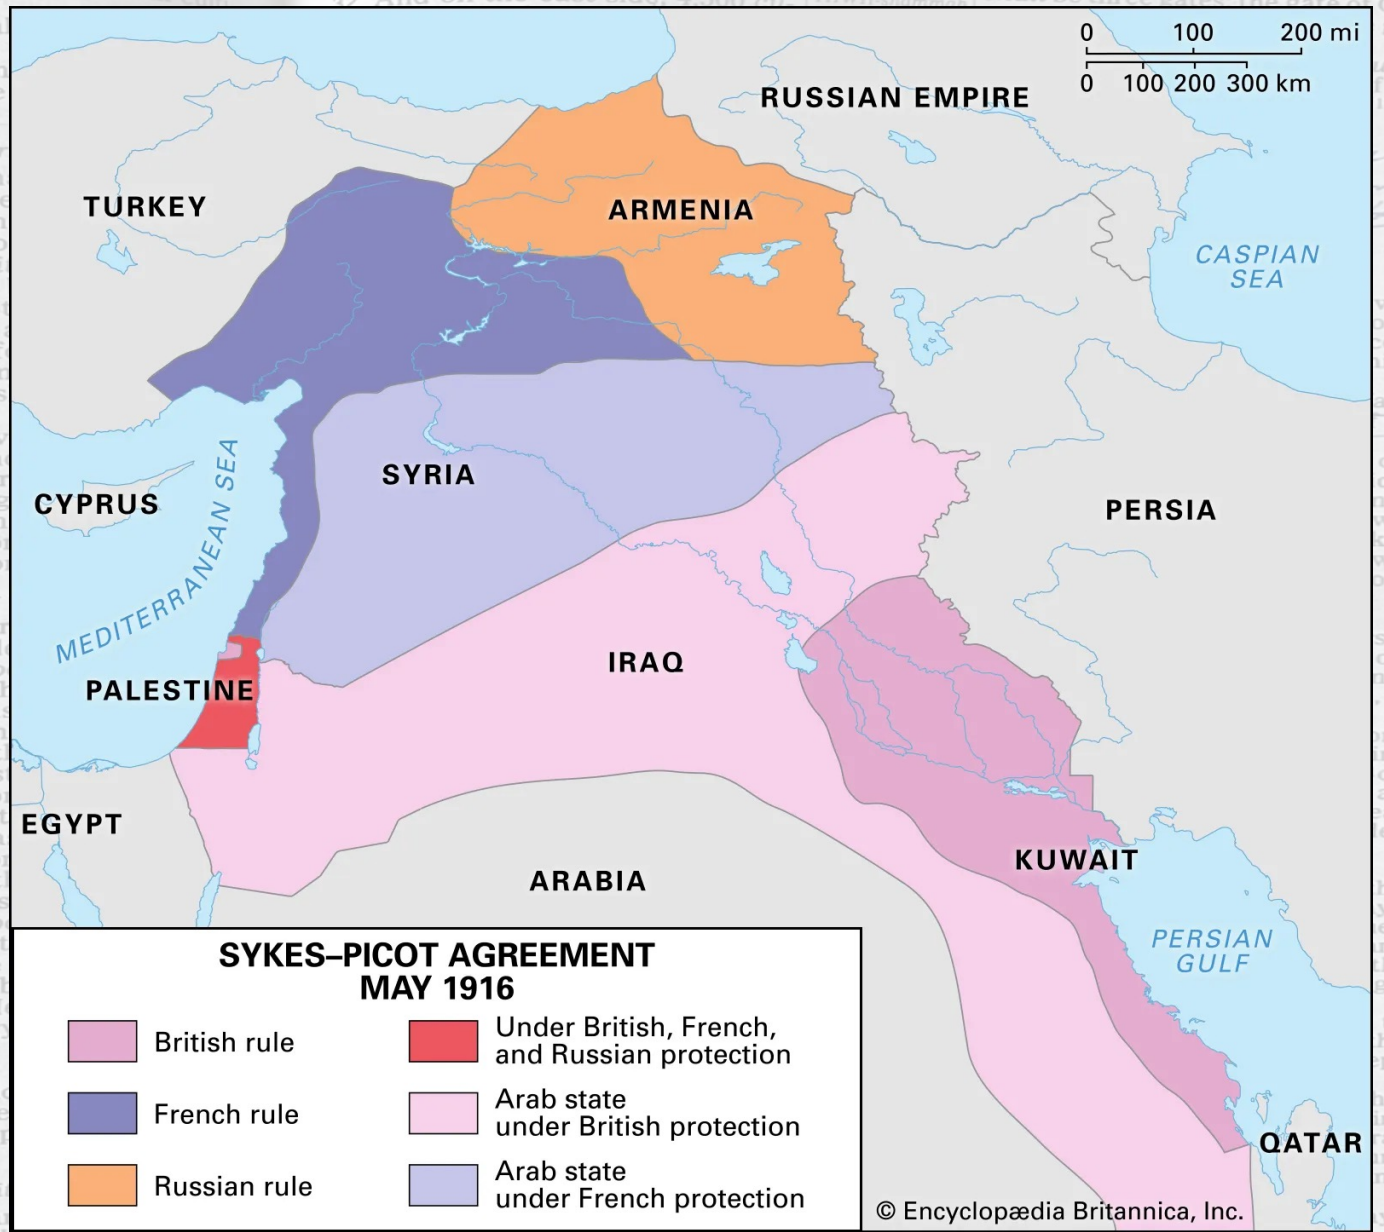 0 100 200 mi
0 100 200 300 km
RUSSIAN EMPIRE
TURKEY
ARMENIA
CASPIAN
SEA
SYRIA
CYPRUS
MEDITERRANEAN SEA
PERSIA
IRAQ
PALESTINE
EGYPT
KUWAIT
ARABIA
PERSIAN
GULF
QATAR
SYKES–PICOT AGREEMENT
MAY 1916
British rule
French rule
Russian rule
Under British, French,
and Russian protection
Arab state
under British protection
Arab state
under French protection
© Encyclopædia Britannica, Inc.